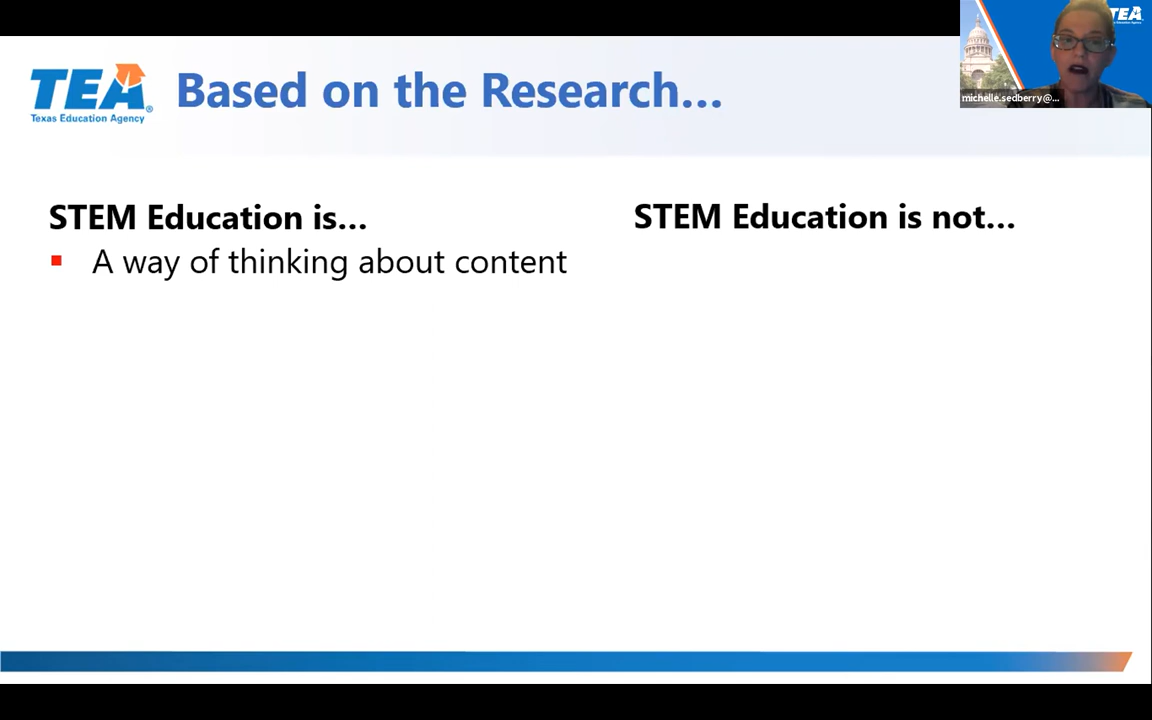 TEA
Texas Education Agency
Based on the Research...
TEA
michelle.sedberry@...
STEM Education is...
A way of thinking about content
STEM Education is not...